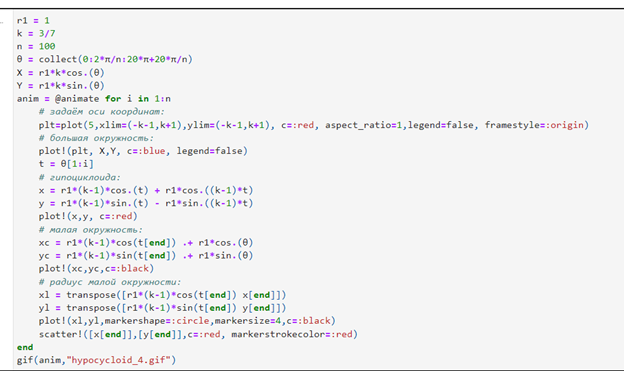 r1 = 1
k = 3/7
n = 100
θ = collect(0:2*π/n:20*π+20*π/n)
X = r1*k*cos.(θ)
Y = r1*k*sin.(θ)
anim = @animate for i in 1:n
    # задаём оси координат:
    plt=plot(5,xlim=(-k-1,k+1),ylim=(-k-1,k+1), c=:red, aspect_ratio=1,legend=false, framestyle=:origin)
    # большая окружность:
    plot!(plt, X,Y, c=:blue, legend=false)
    t = θ[1:i]
    # гипоциклоида:
    x = r1*(k-1)*cos.(t) + r1*cos.((k-1)*t)
    y = r1*(k-1)*sin.(t) - r1*sin.((k-1)*t)
    plot!(x,y, c=:red)
    # малая окружность:
    xc = r1*(k-1)*cos(t[end]) .+ r1*cos.(θ)
    yc = r1*(k-1)*sin(t[end]) .+ r1*sin.(θ)
    plot!(xc,yc,c=:black)
    # радиус малой окружности:
    xl = transpose([r1*(k-1)*cos(t[end]) x[end]])
    yl = transpose([r1*(k-1)*sin(t[end]) y[end]])
    plot!(xl,yl,markershape=:circle,markersize=4,c=:black)
    scatter!([x[end]],[y[end]],c=:red, markerstrokecolor=:red)
end
gif(anim,"hypocycloid_4.gif")